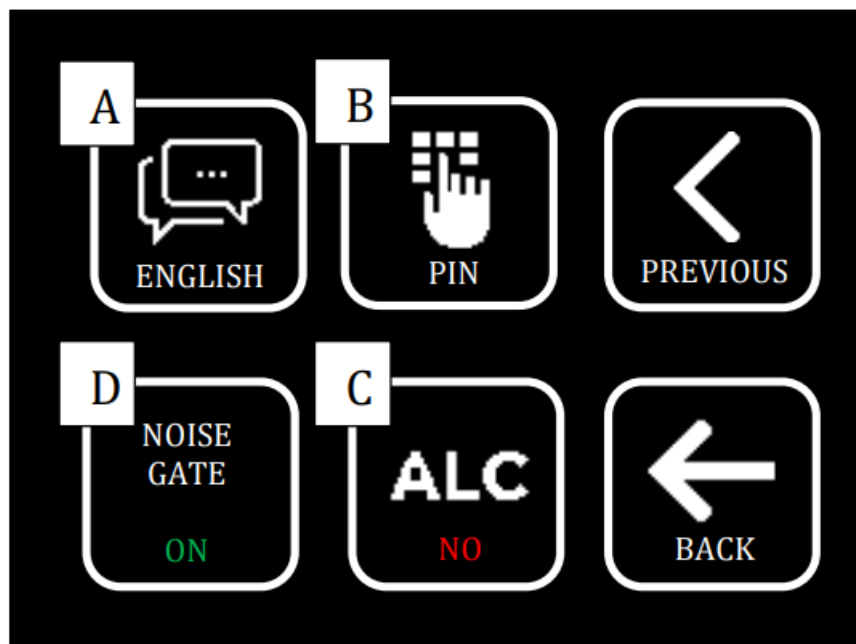 A
ENGLISH
B
PIN
PREVIOUS
D
NOISE
GATE
ON
C
ALC
NO
BACK